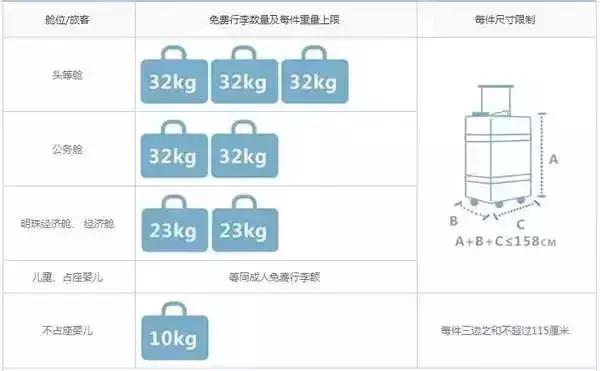 舱位/旅客
免费行李数量及每件重量上限
每件尺寸限制
头等舱
32kg 32kg 32kg
公务舱
32kg 32kg
明珠经济舱、经济舱
23kg 23kg
A
B
C
A+B+C≤158CM
儿童、占座婴儿
等同成人免费行李额
不占座婴儿
10kg
每件三边之和不超过115厘米